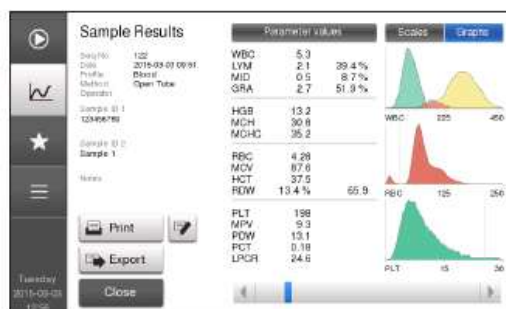 Sample Results
Seq No 122
Date 2015-09-03 09:51
Profile Blood
Method Open Tube
Operator
Sample ID 1
123456789
Sample ID 2
Sample 1
Notes
Print
Export
Close
Tuesday
2015-09-03
Parameter values
WBC 5.3
LYM 2.1 39.4 %
MID 0.5 8.7 %
GRA 2.7 51.9 %
HGB 13.2
MCH 30.8
MCHC 35.2
RBC 4.28
MCV 87.6
HCT 37.5
RDW 13.4 % 65.9
PLT 198
MPV 9.3
PDW 13.1
PCT 0.18
LPCR 24.6
Scales Graphs
WBC 225 450
RBC 125 250
PLT 15 30